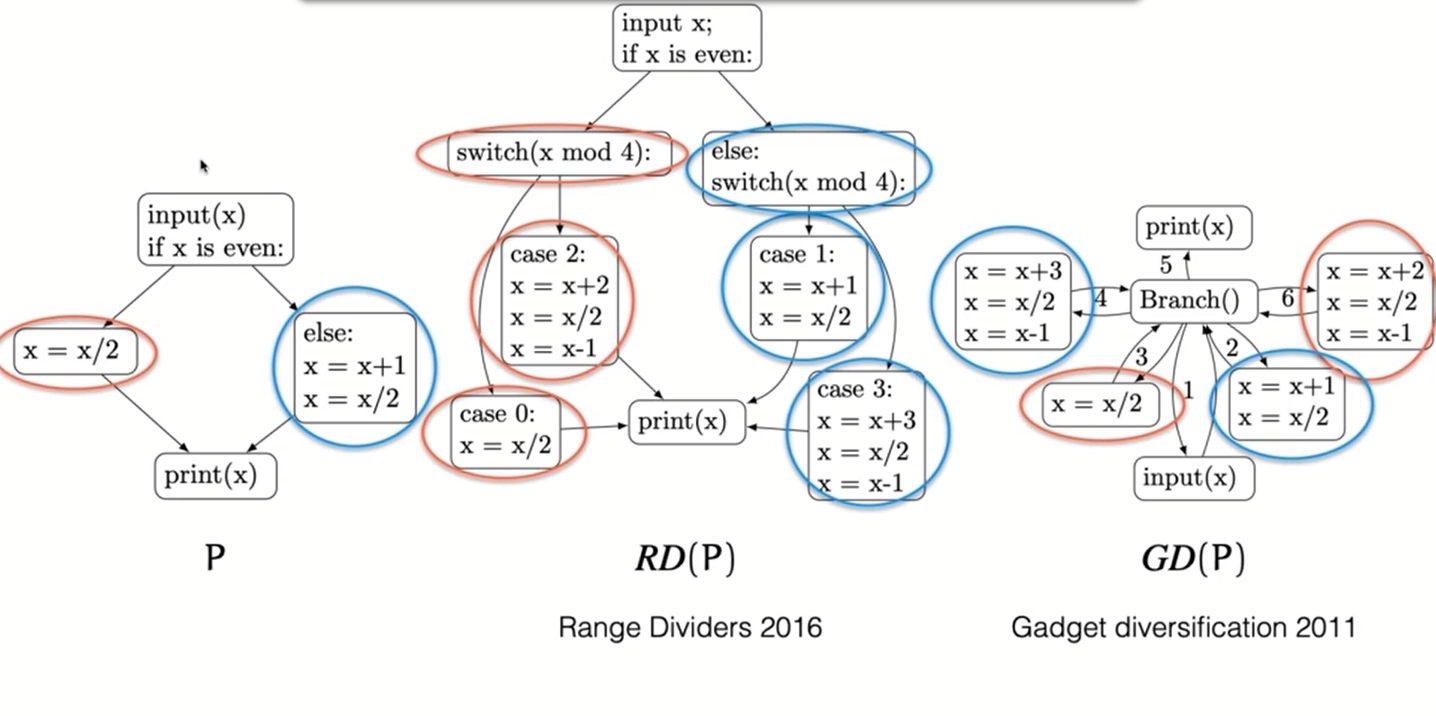 input(x)
if x is even:
x = x/2
else:
x = x+1
x = x/2
print(x)
P
input x;
if x is even:
switch(x mod 4):
else:
switch(x mod 4):
case 2:
x = x+2
x = x/2
x = x-1
case 1:
x = x+1
x = x/2
case 0:
x = x/2
print(x)
case 3:
x = x+3
x = x/2
x = x-1
RD(P)
Range Dividers 2016
print(x)
5
x = x+3
x = x/2
x = x-1
4
Branch()
6
x = x+2
x = x/2
x = x-1
3
2
x = x/2
1
x = x+1
x = x/2
input(x)
GD(P)
Gadget diversification 2011